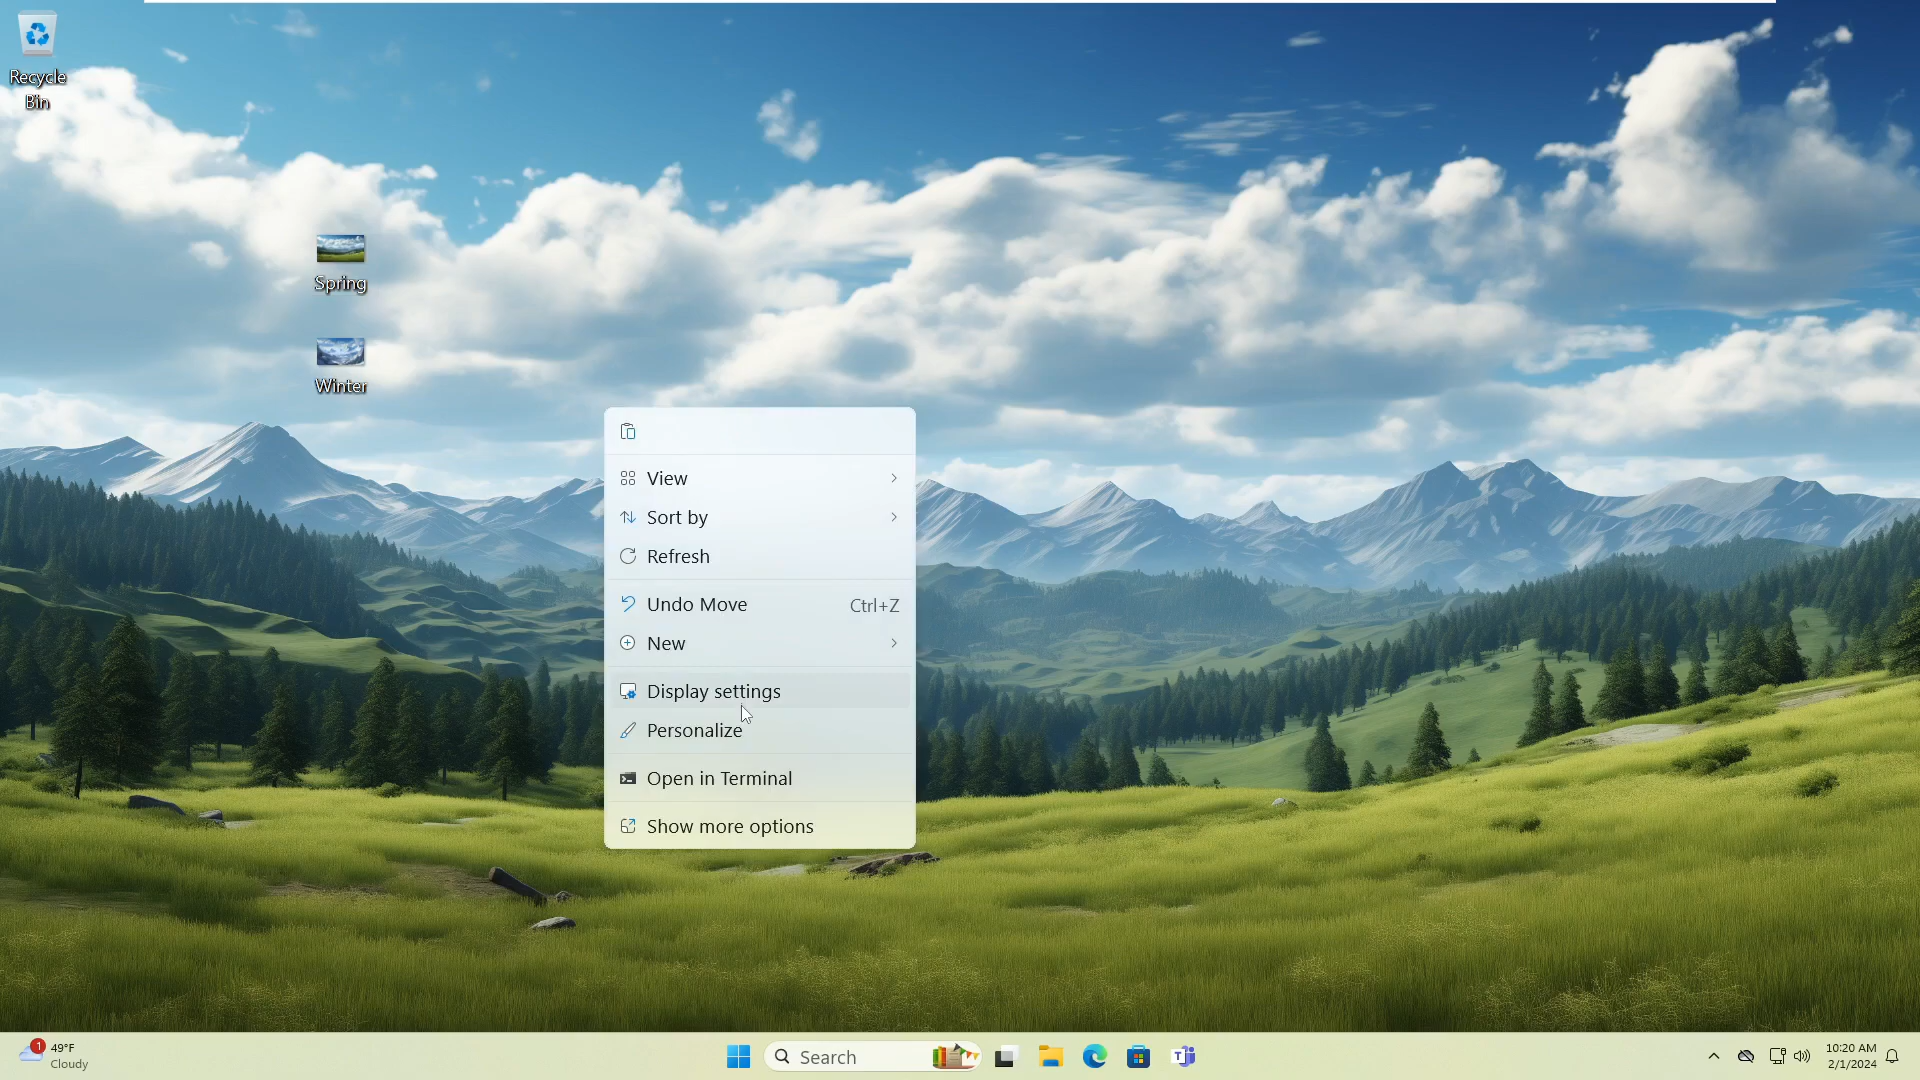 Recycle
Bin
Spring
Winter
View
Sort by
Refresh
Undo Move Ctrl+Z
New
Display settings
Personalize
Open in Terminal
Show more options
1
49°F
Cloudy
Search
T
10:20 AM
2/1/2024